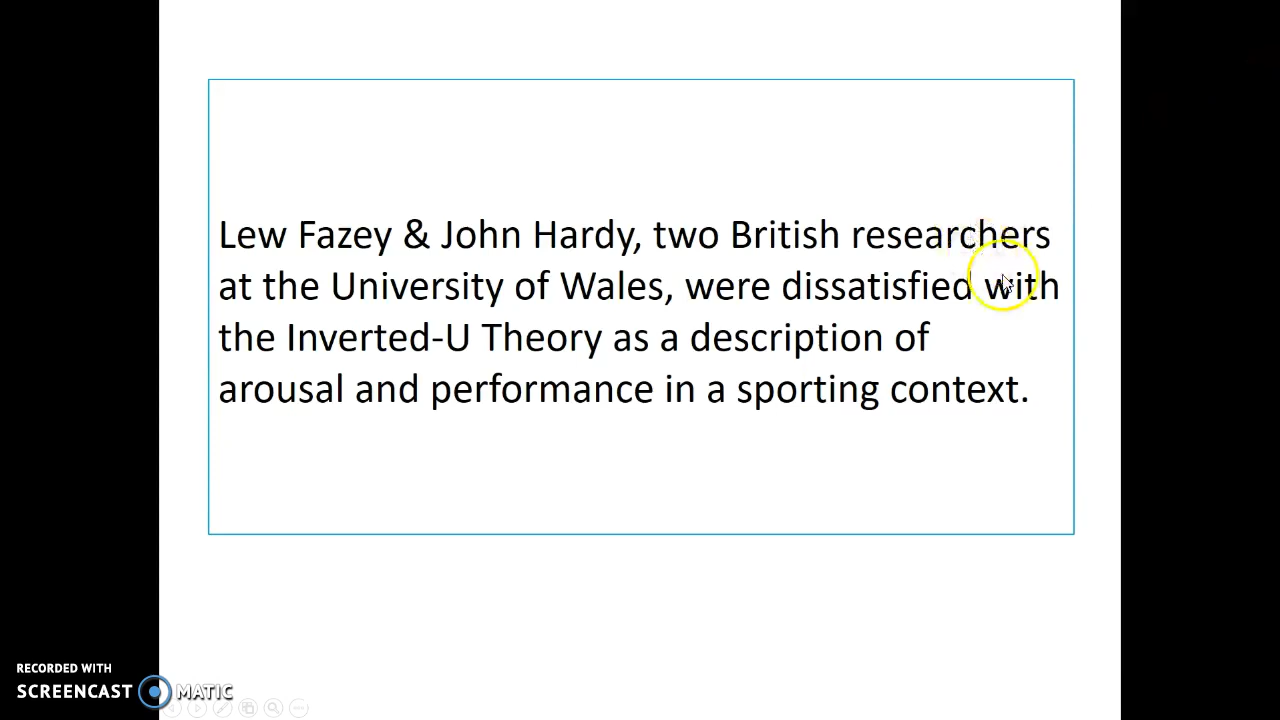 Lew Fazey & John Hardy, two British researchers
at the University of Wales, were dissatisfied with
the Inverted-U Theory as a description of
arousal and performance in a sporting context.
RECORDED WITH
SCREENCAST MATIC